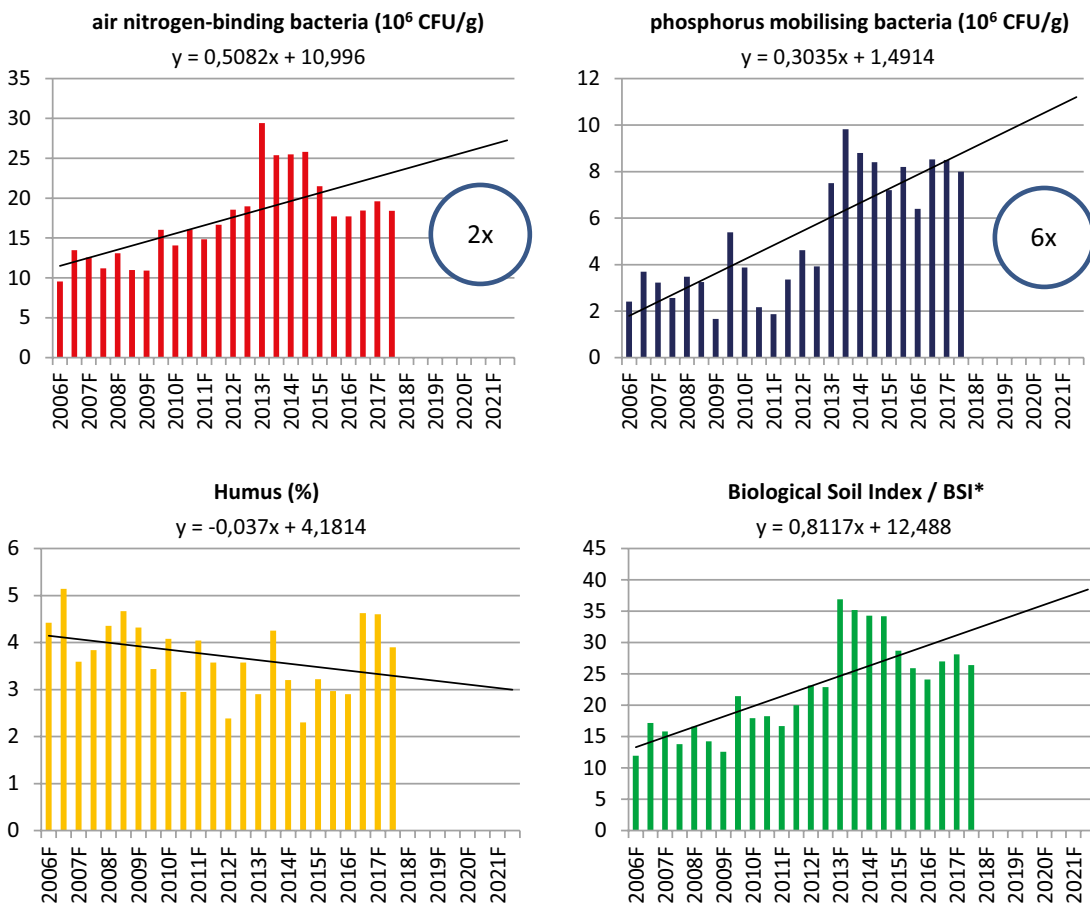 air nitrogen-binding bacteria (10⁶ CFU/g)
y = 0,5082x + 10,996
35
30
25
20
15
10
5
0
2x
2006F
2007F
2008F
2009F
2010F
2011F
2012F
2013F
2014F
2015F
2016F
2017F
2018F
2019F
2020F
2021F
phosphorus mobilising bacteria (10⁶ CFU/g)
y = 0,3035x + 1,4914
12
10
8
6
4
2
0
6x
2006F
2007F
2008F
2009F
2010F
2011F
2012F
2013F
2014F
2015F
2016F
2017F
2018F
2019F
2020F
2021F
Humus (%)
y = -0,037x + 4,1814
6
5
4
3
2
1
0
2006F
2007F
2008F
2009F
2010F
2011F
2012F
2013F
2014F
2015F
2016F
2017F
2018F
2019F
2020F
2021F
Biological Soil Index / BSI*
y = 0,8117x + 12,488
45
40
35
30
25
20
15
10
5
0
2006F
2007F
2008F
2009F
2010F
2011F
2012F
2013F
2014F
2015F
2016F
2017F
2018F
2019F
2020F
2021F